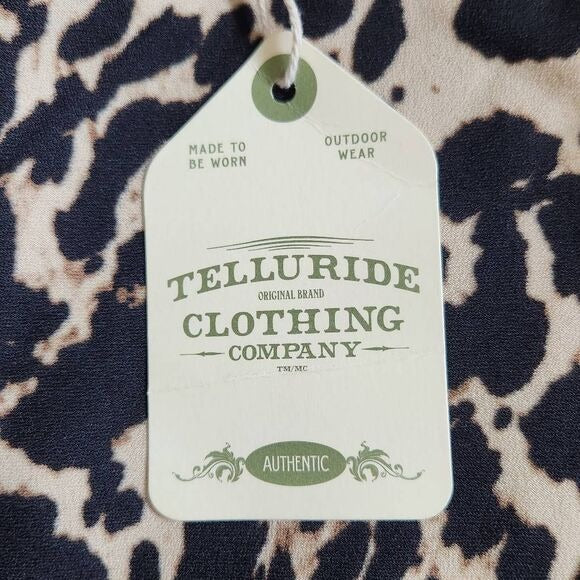 MADE TO
BE WORN
OUTDOOR
WEAR
TELLURIDE
ORIGINAL BRAND
CLOTHING
COMPANY
TM/MC
AUTHENTIC